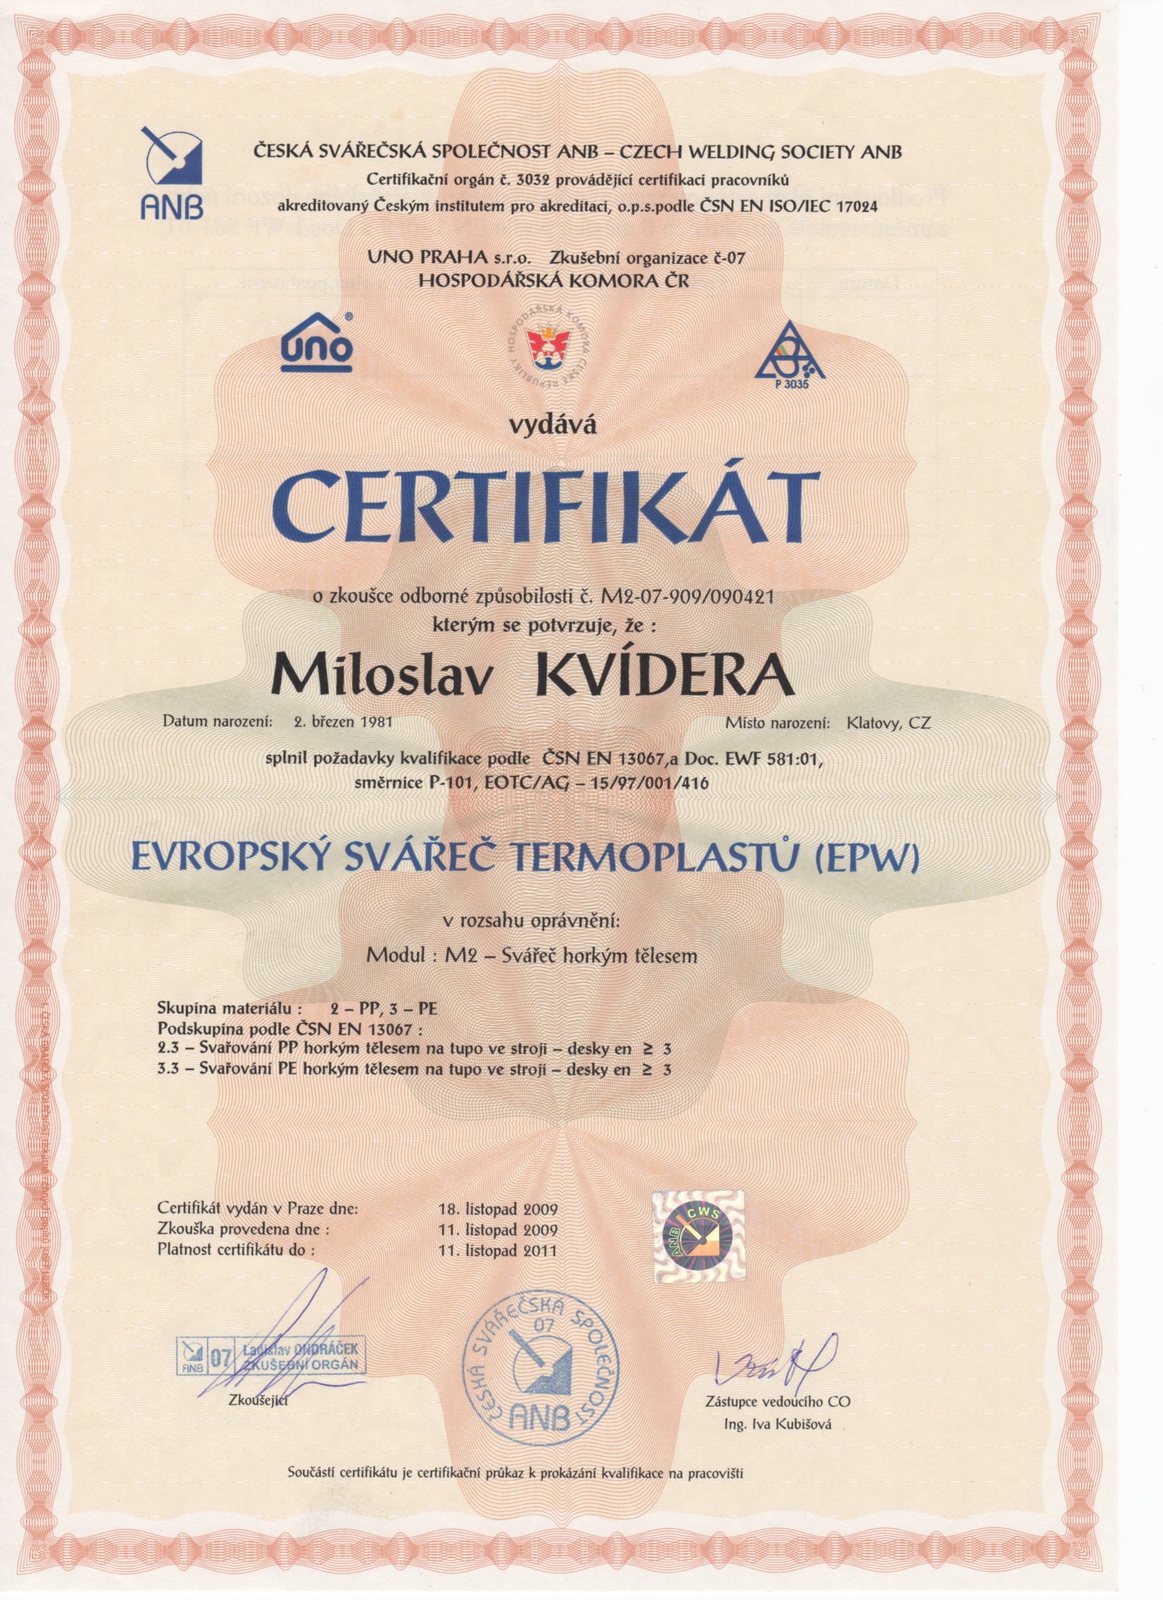 ČESKÁ SVÁŘEČSKÁ SPOLEČNOST ANB – CZECH WELDING SOCIETY ANB
Certifikační orgán č. 3032 provádějící certifikaci pracovníků
akreditovaný Českým institutem pro akreditaci, o.p.s.podle ČSN EN ISO/IEC 17024
ANB
UNO PRAHA s.r.o. Zkušební organizace č-07
HOSPODÁŘSKÁ KOMORA ČR
uno®
HOSPODÁŘSKÁ KOMORA ČESKÉ REPUBLIKY
P 3035
vydává
CERTIFIKÁT
o zkoušce odborné způsobilosti č. M2-07-909/090421
kterým se potvrzuje, že :
Miloslav KVÍDERA
Datum narození: 2. březen 1981 Místo narození: Klatovy, CZ
splnil požadavky kvalifikace podle ČSN EN 13067,a Doc. EWF 581:01,
směrnice P-101, EOTC/AG – 15/97/001/416
EVROPSKÝ SVÁŘEČ TERMOPLASTŮ (EPW)
v rozsahu oprávnění:
Modul : M2 – Svářeč horkým tělesem
Skupina materiálu : 2 – PP, 3 – PE
Podskupina podle ČSN EN 13067 :
2.3 – Svařování PP horkým tělesem na tupo ve stroji – desky en ≥ 3
3.3 – Svařování PE horkým tělesem na tupo ve stroji – desky en ≥ 3
Certifikát vydán v Praze dne: 18. listopad 2009
Zkouška provedena dne : 11. listopad 2009
Platnost certifikátu do : 11. listopad 2011
ANB CWS
ANB 07 Ladislav ONDRÁČEK
ZKUŠEBNÍ ORGÁN
Zkoušející
ČESKÁ SVÁŘEČSKÁ SPOLEČNOST
07
ANB
Zástupce vedoucího CO
Ing. Iva Kubišová
Součástí certifikátu je certifikační průkaz k prokázání kvalifikace na pracovišti